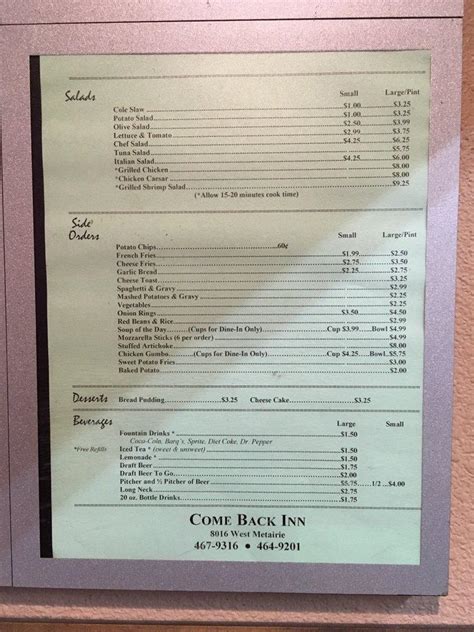 Salads
Small Large/Pint
Cole Slaw $1.00 $3.25
Potato Salad $1.00 $3.25
Olive Salad $2.50 $3.99
Lettuce & Tomato $2.99 $3.75
Chef Salad $4.25 $6.25
Tuna Salad $5.75
Italian Salad $4.25 $6.00
*Grilled Chicken $8.00
*Chicken Caesar $8.00
*Grilled Shrimp Salad $9.25
(*Allow 15-20 minutes cook time)
Side Orders
Small Large/Pint
Potato Chips 60¢
French Fries $1.99 $2.50
Cheese Fries $2.75 $3.50
Garlic Bread $2.25 $2.75
Cheese Toast $3.25
Spaghetti & Gravy $2.95
Mashed Potatoes & Gravy $2.25
Vegetables $2.25
Onion Rings $3.50 $4.50
Red Beans & Rice $5.00
Soup of the Day (Cups for Dine-In Only) Cup $3.99 Bowl $4.99
Mozzarella Sticks (6 per order) $4.99
Stuffed Artichoke $8.00
Chicken Gumbo (Cups for Dine-In Only) Cup $4.25 Bowl $5.75
Sweet Potato Fries $3.00
Baked Potato $2.00
Desserts Bread Pudding $3.25 Cheese Cake $3.25
Beverages
Large Small
Fountain Drinks * $1.50
Coca-Cola, Barq's, Sprite, Diet Coke, Dr. Pepper
*Free Refills Iced Tea * (sweet & unsweet) $1.50
Lemonade * $1.50
Draft Beer $1.75
Draft Beer To Go $2.00
Pitcher and ½ Pitcher of Beer $5.75 1/2 $4.00
Long Neck $2.75
20 oz. Bottle Drinks $1.75
COME BACK INN
8016 West Metairie
467-9316 • 464-9201